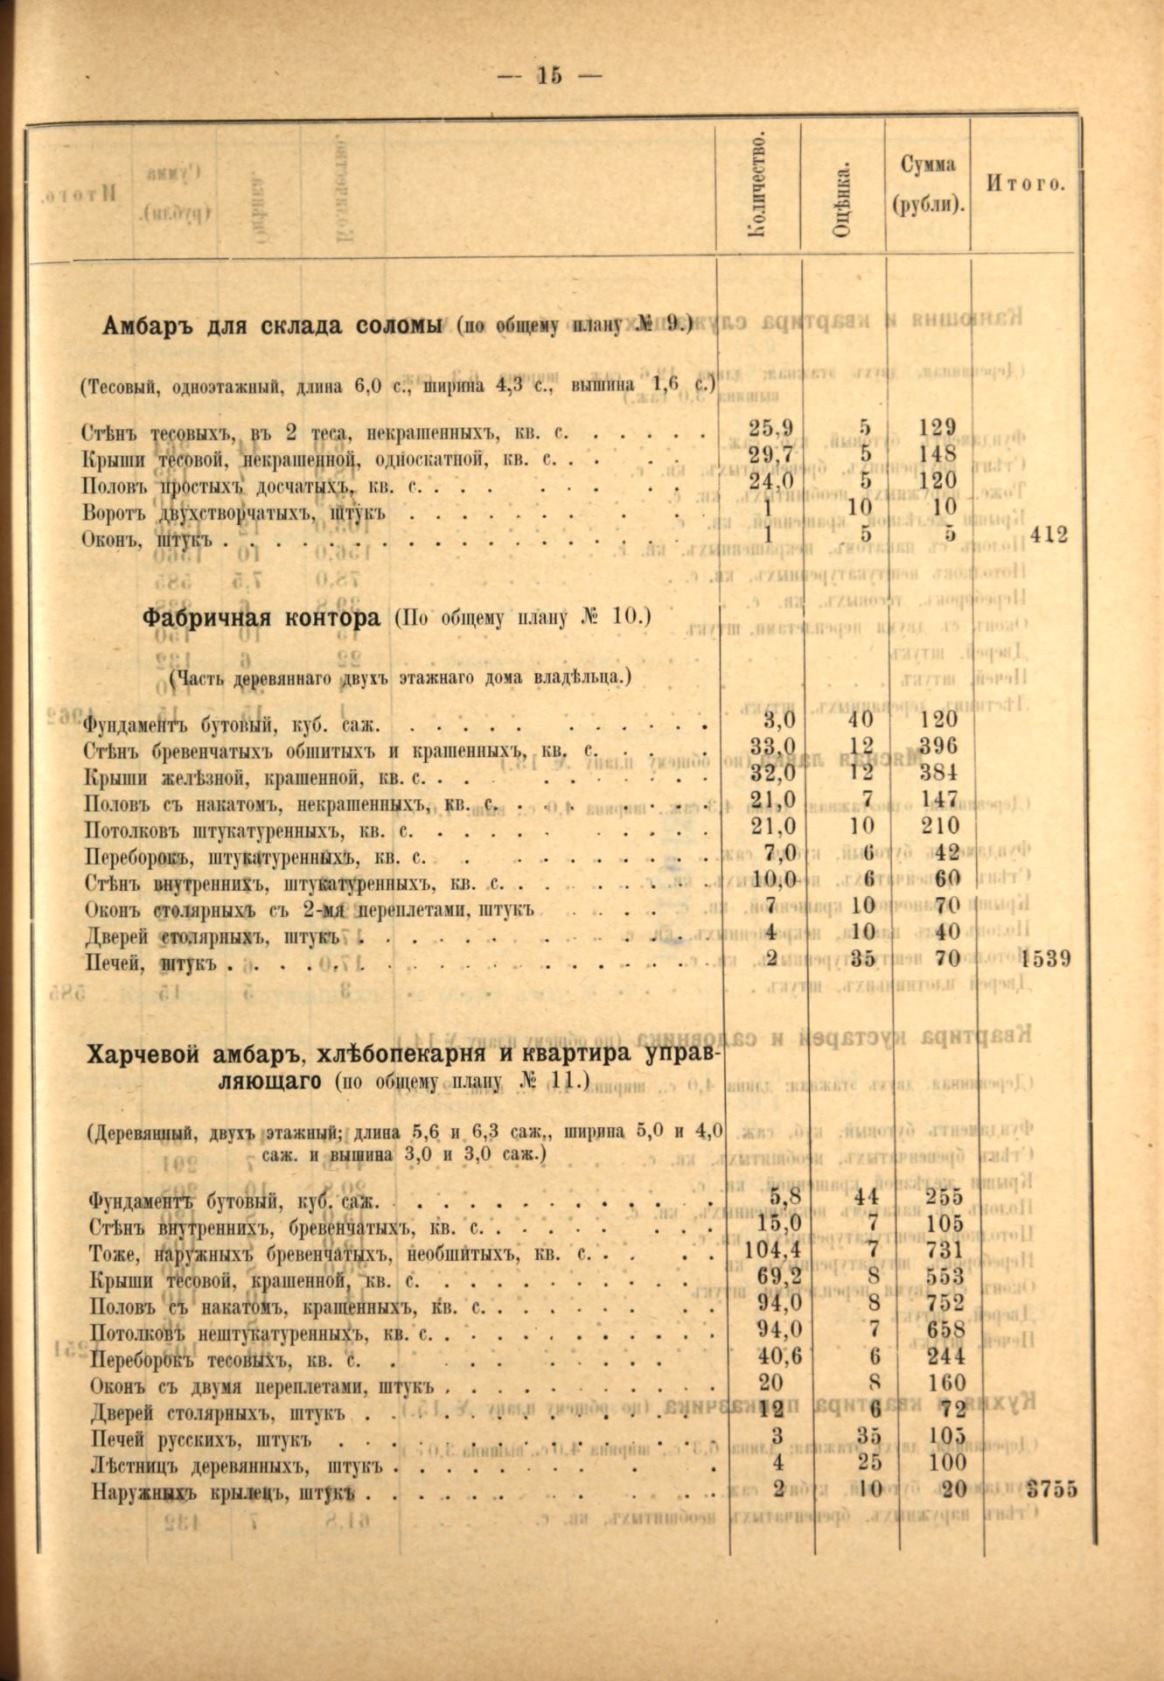 — 15 —
Количество. Оцѣнка. Сумма (рубли). Итого.
Амбаръ для склада соломы (по общему плану № 9.)
(Тесовый, одноэтажный, длина 6,0 с., ширина 4,3 с., вышина 1,6 с.)
Стѣнъ тесовыхъ, въ 2 теса, некрашенныхъ, кв. с. . . . . . 25,9 5 129
Крыши тесовой, некрашенной, односкатной, кв. с. . . . . 29,7 5 148
Половъ простыхъ досчатыхъ, кв. с. . . . . . . . . 24,0 5 120
Воротъ двухстворчатыхъ, штукъ . . . . . . . . . 1 10 10
Оконъ, штукъ . . . . . . . . . . . . . . . . 1 5 5 412
Фабричная контора (По общему плану № 10.)
(Часть деревяннаго двухъ этажнаго дома владѣльца.)
Фундаментъ бутовый, куб. саж. . . . . . . . . . . 3,0 40 120
Стѣнъ бревенчатыхъ обшитыхъ и крашенныхъ, кв. с. . . . . 33,0 12 396
Крыши желѣзной, крашенной, кв. с. . . . . . . . . . 32,0 12 384
Половъ съ накатомъ, некрашенныхъ, кв. с. . . . . . . . 21,0 7 147
Потолковъ штукатуренныхъ, кв. с. . . . . . . . . . 21,0 10 210
Переборокъ, штукатуренныхъ, кв. с. . . . . . . . . 7,0 6 42
Стѣнъ внутреннихъ, штукатуренныхъ, кв. с. . . . . . . . 10,0 6 60
Оконъ столярныхъ съ 2-мя переплетами, штукъ . . . . 7 10 70
Дверей столярныхъ, штукъ . . . . . . . . . . . . 4 10 40
Печей, штукъ . . . . . . . . . . . . . . . . . 2 35 70 1539
Харчевой амбаръ, хлѣбопекарня и квартира управ-
ляющаго (по общему плану № 11.)
(Деревянный, двухъ этажный; длина 5,6 и 6,3 саж., ширина 5,0 и 4,0
саж. и вышина 3,0 и 3,0 саж.)
Фундаментъ бутовый, куб. саж. . . . . . . . . . . 5,8 44 255
Стѣнъ внутреннихъ, бревенчатыхъ, кв. с. . . . . . . . 15,0 7 105
Тоже, наружныхъ бревенчатыхъ, необшитыхъ, кв. с. . . . . 104,4 7 731
Крыши тесовой, крашенной, кв. с. . . . . . . . . . 69,2 8 553
Половъ съ накатомъ, крашенныхъ, кв. с. . . . . . . . 94,0 8 752
Потолковъ нештукатуренныхъ, кв. с. . . . . . . . . . . 94,0 7 658
Переборокъ тесовыхъ, кв. с. . . . . . . . . 40,6 6 244
Оконъ съ двумя переплетами, штукъ . . . . . . . . . 20 8 160
Дверей столярныхъ, штукъ . . . . . . . . . . . 12 6 72
Печей русскихъ, штукъ . . . . . . . . . . . . 3 35 105
Лѣстницъ деревянныхъ, штукъ . . . . . . . . . . 4 25 100
Наружныхъ крылецъ, штукъ . . . . . . . . . . . 2 10 20 3755